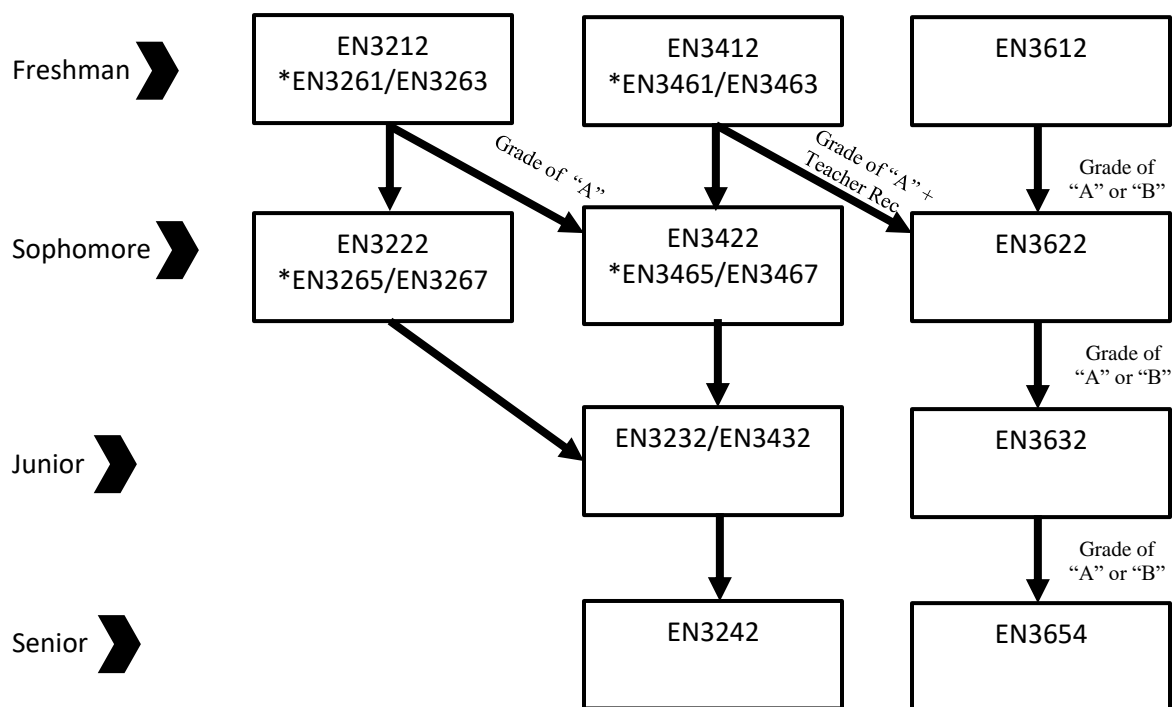 Freshman
EN3212
*EN3261/EN3263
EN3412
*EN3461/EN3463
EN3612
Grade of "A"
Grade of "A" +
Teacher Rec
Grade of
“A” or “B”
Sophomore
EN3222
*EN3265/EN3267
EN3422
*EN3465/EN3467
EN3622
Grade of
“A” or “B”
Junior
EN3232/EN3432
EN3632
Grade of
“A” or “B”
Senior
EN3242
EN3654